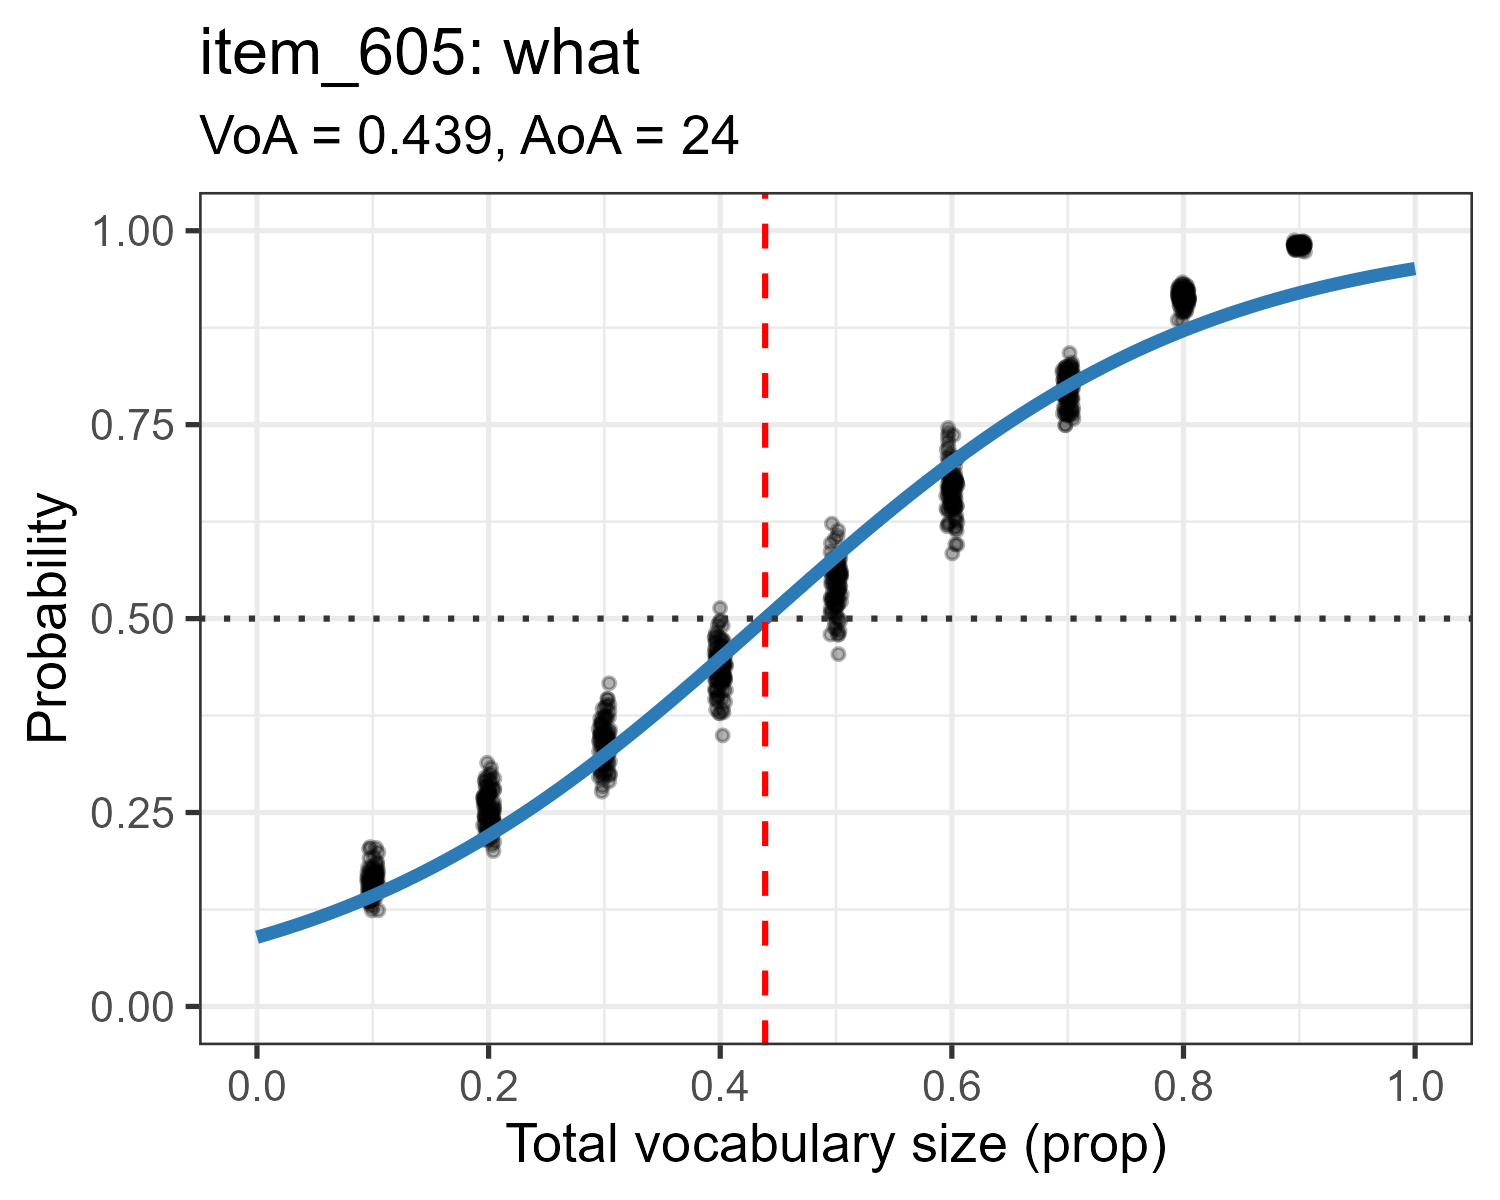 item_605: what
VoA = 0.439, AoA = 24
1.00
0.75
0.50
0.25
0.00
Probability
0.0 0.2 0.4 0.6 0.8 1.0
Total vocabulary size (prop)